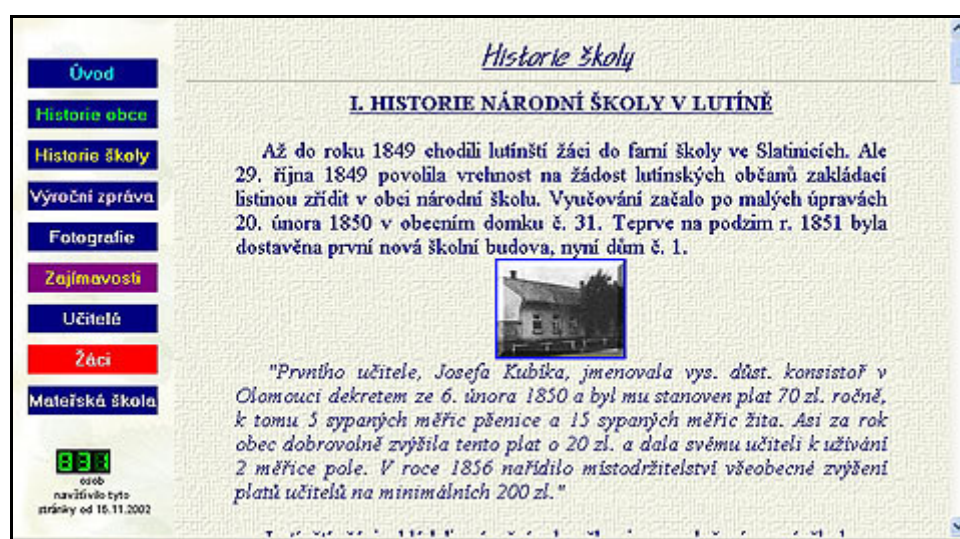 Úvod
Historie obce
Historie školy
Výroční zpráva
Fotografie
Zajímavosti
Učitelé
Žáci
Mateřská škola
osob
navštívilo tyto
stránky od 15.11.2002
Historie školy
I. HISTORIE NÁRODNÍ ŠKOLY V LUTÍNĚ
Až do roku 1849 chodili lutínští žáci do farní školy ve Slatinicích. Ale
29. října 1849 povolila vrchnost na žádost lutínských občanů zakládací
listinou zřídit v obci národní školu. Vyučování začalo po malých úpravách
20. února 1850 v obecním domku č. 31. Teprve na podzim r. 1851 byla
dostavěna první nová školní budova, nyní dům č. 1.
"Prvního učitele, Josefa Kubíka, jmenovala vys. důst. konsistoř v
Olomouci dekretem ze 6. února 1850 a byl mu stanoven plat 70 zl. ročně,
k tomu 5 sypaných měřic pšenice a 15 sypaných měřic žita. Asi za rok
obec dobrovolně zvýšila tento plat o 20 zl. a dala svému učiteli k užívání
2 měřice pole. V roce 1856 nařídilo místodržitelství všeobecné zvýšení
platů učitelů na minimálních 200 zl."